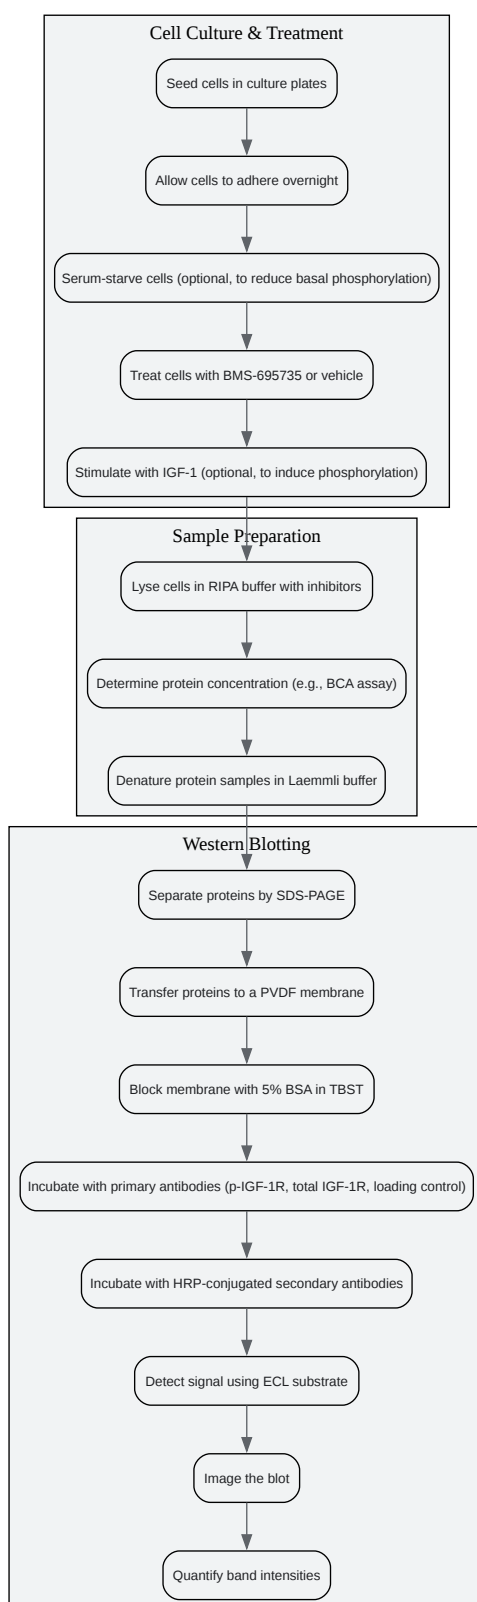 Cell Culture & Treatment
Seed cells in culture plates
Allow cells to adhere overnight
Serum-starve cells (optional, to reduce basal phosphorylation)
Treat cells with BMS-695735 or vehicle
Stimulate with IGF-1 (optional, to induce phosphorylation)
Sample Preparation
Lyse cells in RIPA buffer with inhibitors
Determine protein concentration (e.g., BCA assay)
Denature protein samples in Laemmli buffer
Western Blotting
Separate proteins by SDS-PAGE
Transfer proteins to a PVDF membrane
Block membrane with 5% BSA in TBST
Incubate with primary antibodies (p-IGF-1R, total IGF-1R, loading control)
Incubate with HRP-conjugated secondary antibodies
Detect signal using ECL substrate
Image the blot
Quantify band intensities